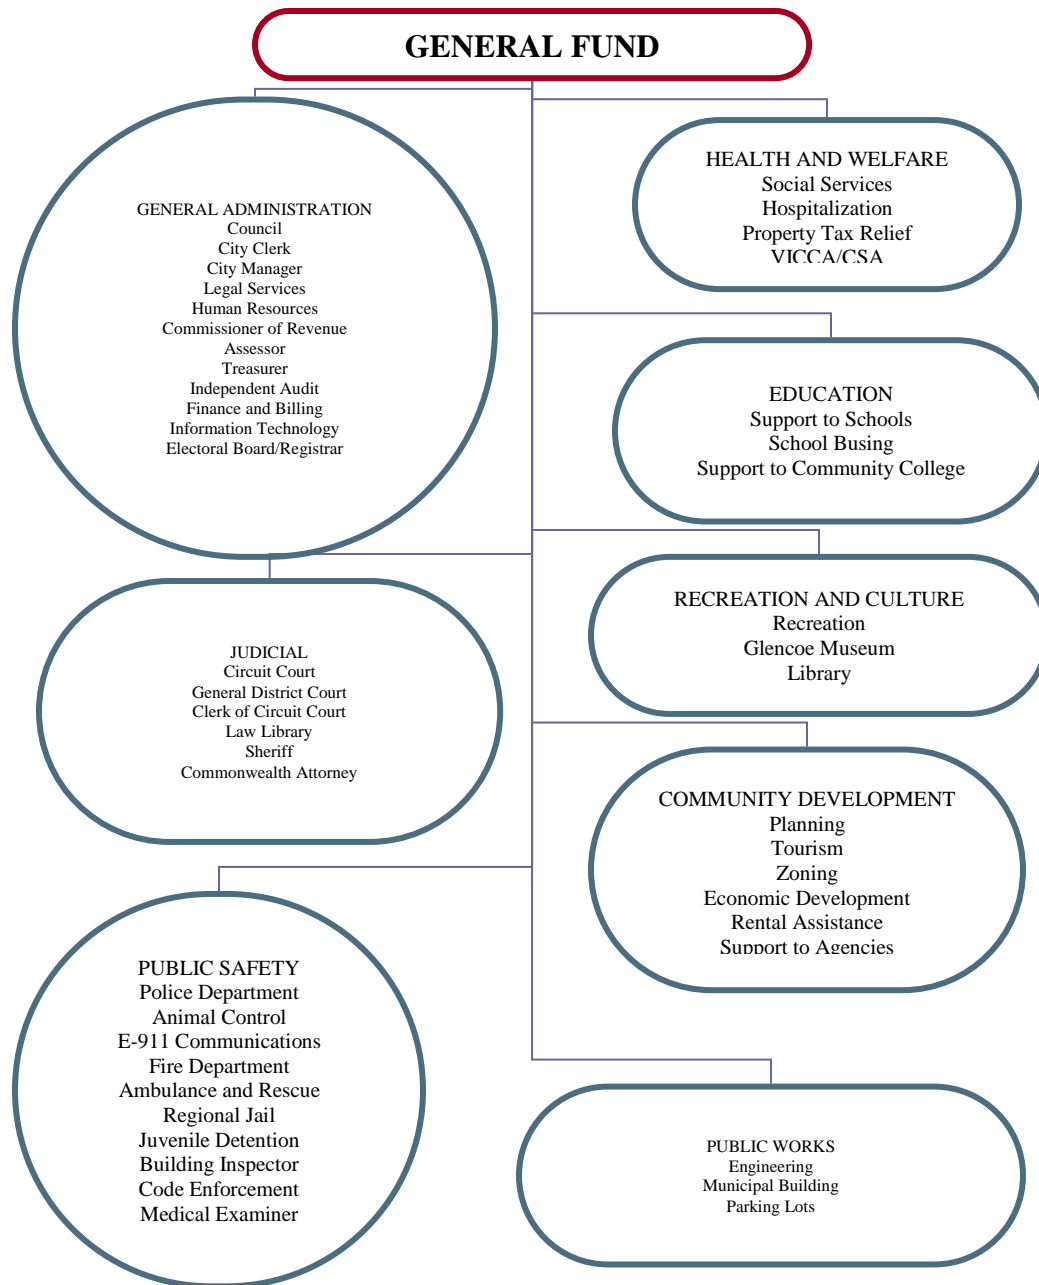 GENERAL FUND
GENERAL ADMINISTRATION
Council
City Clerk
City Manager
Legal Services
Human Resources
Commissioner of Revenue
Assessor
Treasurer
Independent Audit
Finance and Billing
Information Technology
Electoral Board/Registrar
HEALTH AND WELFARE
Social Services
Hospitalization
Property Tax Relief
VJCCA/CSA
EDUCATION
Support to Schools
School Busing
Support to Community College
JUDICIAL
Circuit Court
General District Court
Clerk of Circuit Court
Law Library
Sheriff
Commonwealth Attorney
RECREATION AND CULTURE
Recreation
Glencoe Museum
Library
COMMUNITY DEVELOPMENT
Planning
Tourism
Zoning
Economic Development
Rental Assistance
Support to Agencies
PUBLIC SAFETY
Police Department
Animal Control
E-911 Communications
Fire Department
Ambulance and Rescue
Regional Jail
Juvenile Detention
Building Inspector
Code Enforcement
Medical Examiner
PUBLIC WORKS
Engineering
Municipal Building
Parking Lots